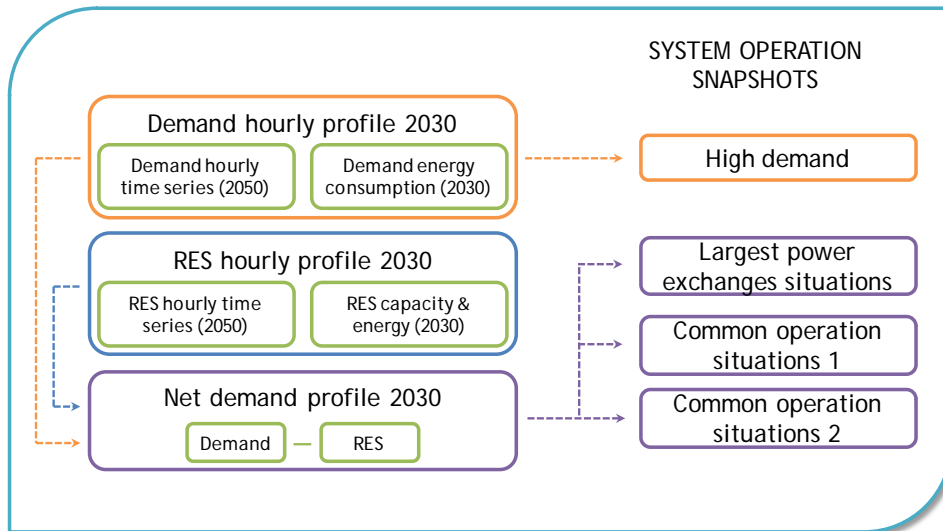 SYSTEM OPERATION
SNAPSHOTS
Demand hourly profile 2030
Demand hourly
time series (2050)
Demand energy
consumption (2030)
High demand
RES hourly profile 2030
RES hourly time
series (2050)
RES capacity &
energy (2030)
Largest power
exchanges situations
Common operation
situations 1
Net demand profile 2030
Demand
—
RES
Common operation
situations 2